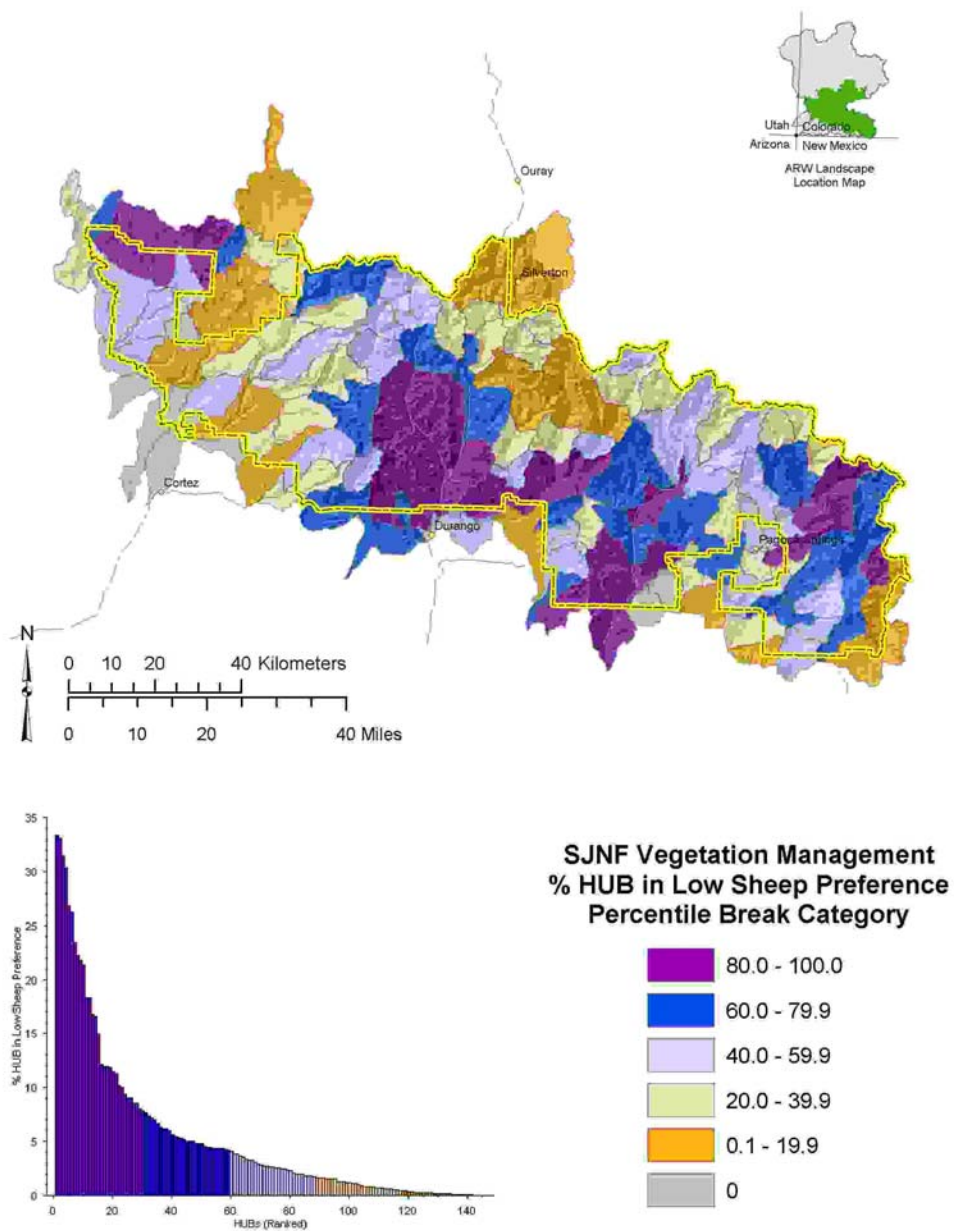 Utah Colorado
Arizona New Mexico
ARW Landscape
Location Map
Ouray
Silverton
Cortez
Durango
Pagosa Springs
N
0 10 20 40 Kilometers
0 10 20 40 Miles
35
30
25
20
15
10
5
0
% HUB in Low Sheep Preference
0 20 40 60 80 100 120 140
HUBs (Ranked)
SJNF Vegetation Management
% HUB in Low Sheep Preference
Percentile Break Category
80.0 - 100.0
60.0 - 79.9
40.0 - 59.9
20.0 - 39.9
0.1 - 19.9
0